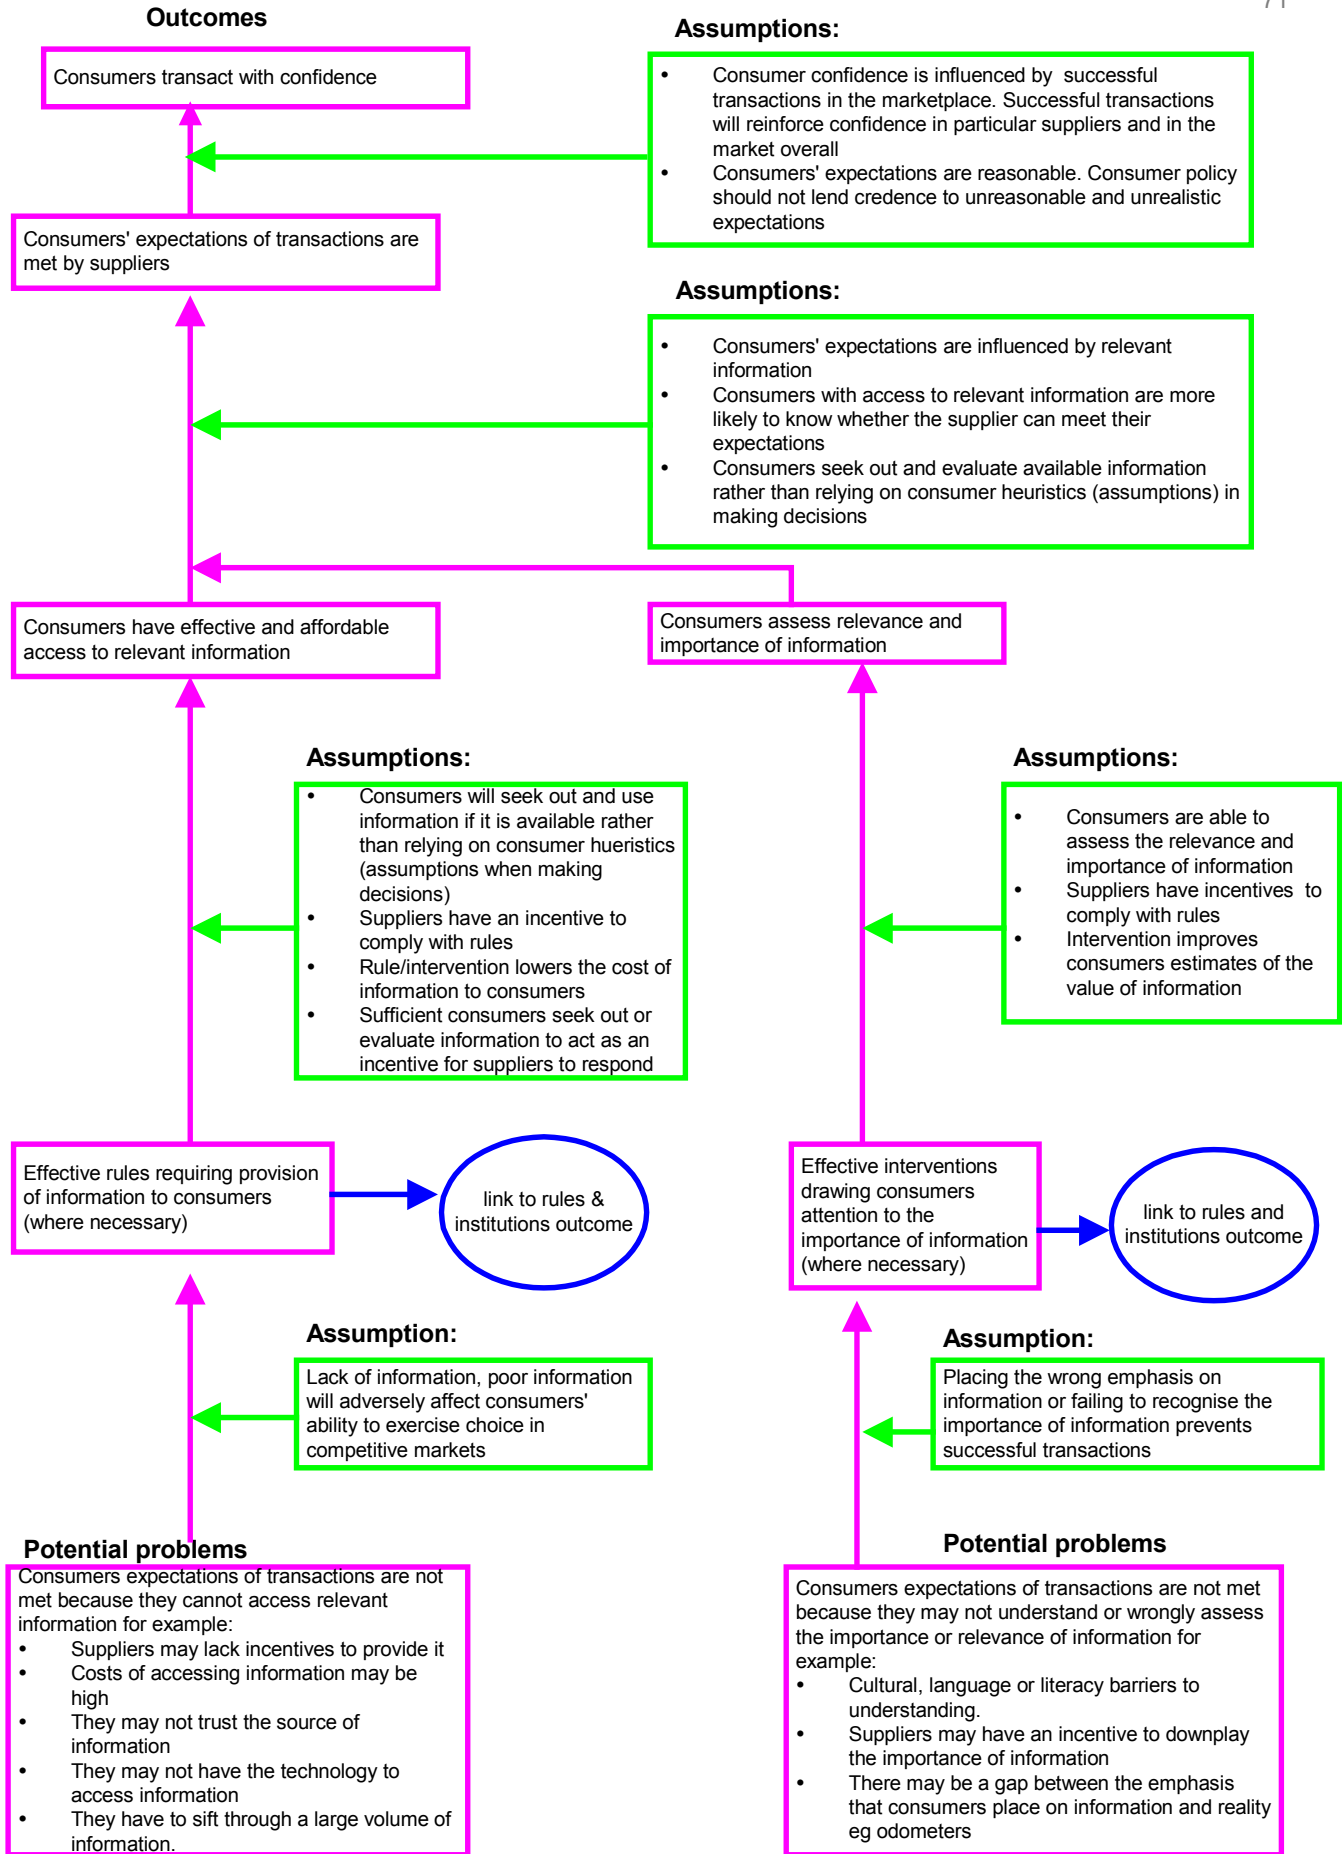 71
Outcomes
Assumptions:
Consumers transact with confidence
• Consumer confidence is influenced by  successful
transactions in the marketplace. Successful transactions
will reinforce confidence in particular suppliers and in the
market overall
• Consumers' expectations are reasonable. Consumer policy
should not lend credence to unreasonable and unrealistic
expectations
Consumers' expectations of transactions are
met by suppliers
Assumptions:
• Consumers' expectations are influenced by relevant
information
• Consumers with access to relevant information are more
likely to know whether the supplier can meet their
expectations
• Consumers seek out and evaluate available information
rather than relying on consumer heuristics (assumptions) in
making decisions
Consumers have effective and affordable
access to relevant information
Consumers assess relevance and
importance of information
Assumptions:
• Consumers will seek out and use
information if it is available rather
than relying on consumer hueristics
(assumptions when making
decisions)
• Suppliers have an incentive to
comply with rules
• Rule/intervention lowers the cost of
information to consumers
• Sufficient consumers seek out or
evaluate information to act as an
incentive for suppliers to respond
Assumptions:
• Consumers are able to
assess the relevance and
importance of information
• Suppliers have incentives  to
comply with rules
• Intervention improves
consumers estimates of the
value of information
Effective rules requiring provision
of information to consumers
(where necessary)
link to rules &
institutions outcome
Effective interventions
drawing consumers
attention to the
importance of information
(where necessary)
link to rules and
institutions outcome
Assumption:
Lack of information, poor information
will adversely affect consumers'
ability to exercise choice in
competitive markets
Assumption:
Placing the wrong emphasis on
information or failing to recognise the
importance of information prevents
successful transactions
Potential problems
Consumers expectations of transactions are not
met because they cannot access relevant
information for example:
• Suppliers may lack incentives to provide it
• Costs of accessing information may be
high
• They may not trust the source of
information
• They may not have the technology to
access information
• They have to sift through a large volume of
information.
Potential problems
Consumers expectations of transactions are not met
because they may not understand or wrongly assess
the importance or relevance of information for
example:
• Cultural, language or literacy barriers to
understanding.
• Suppliers may have an incentive to downplay
the importance of information
• There may be a gap between the emphasis
that consumers place on information and reality
eg odometers